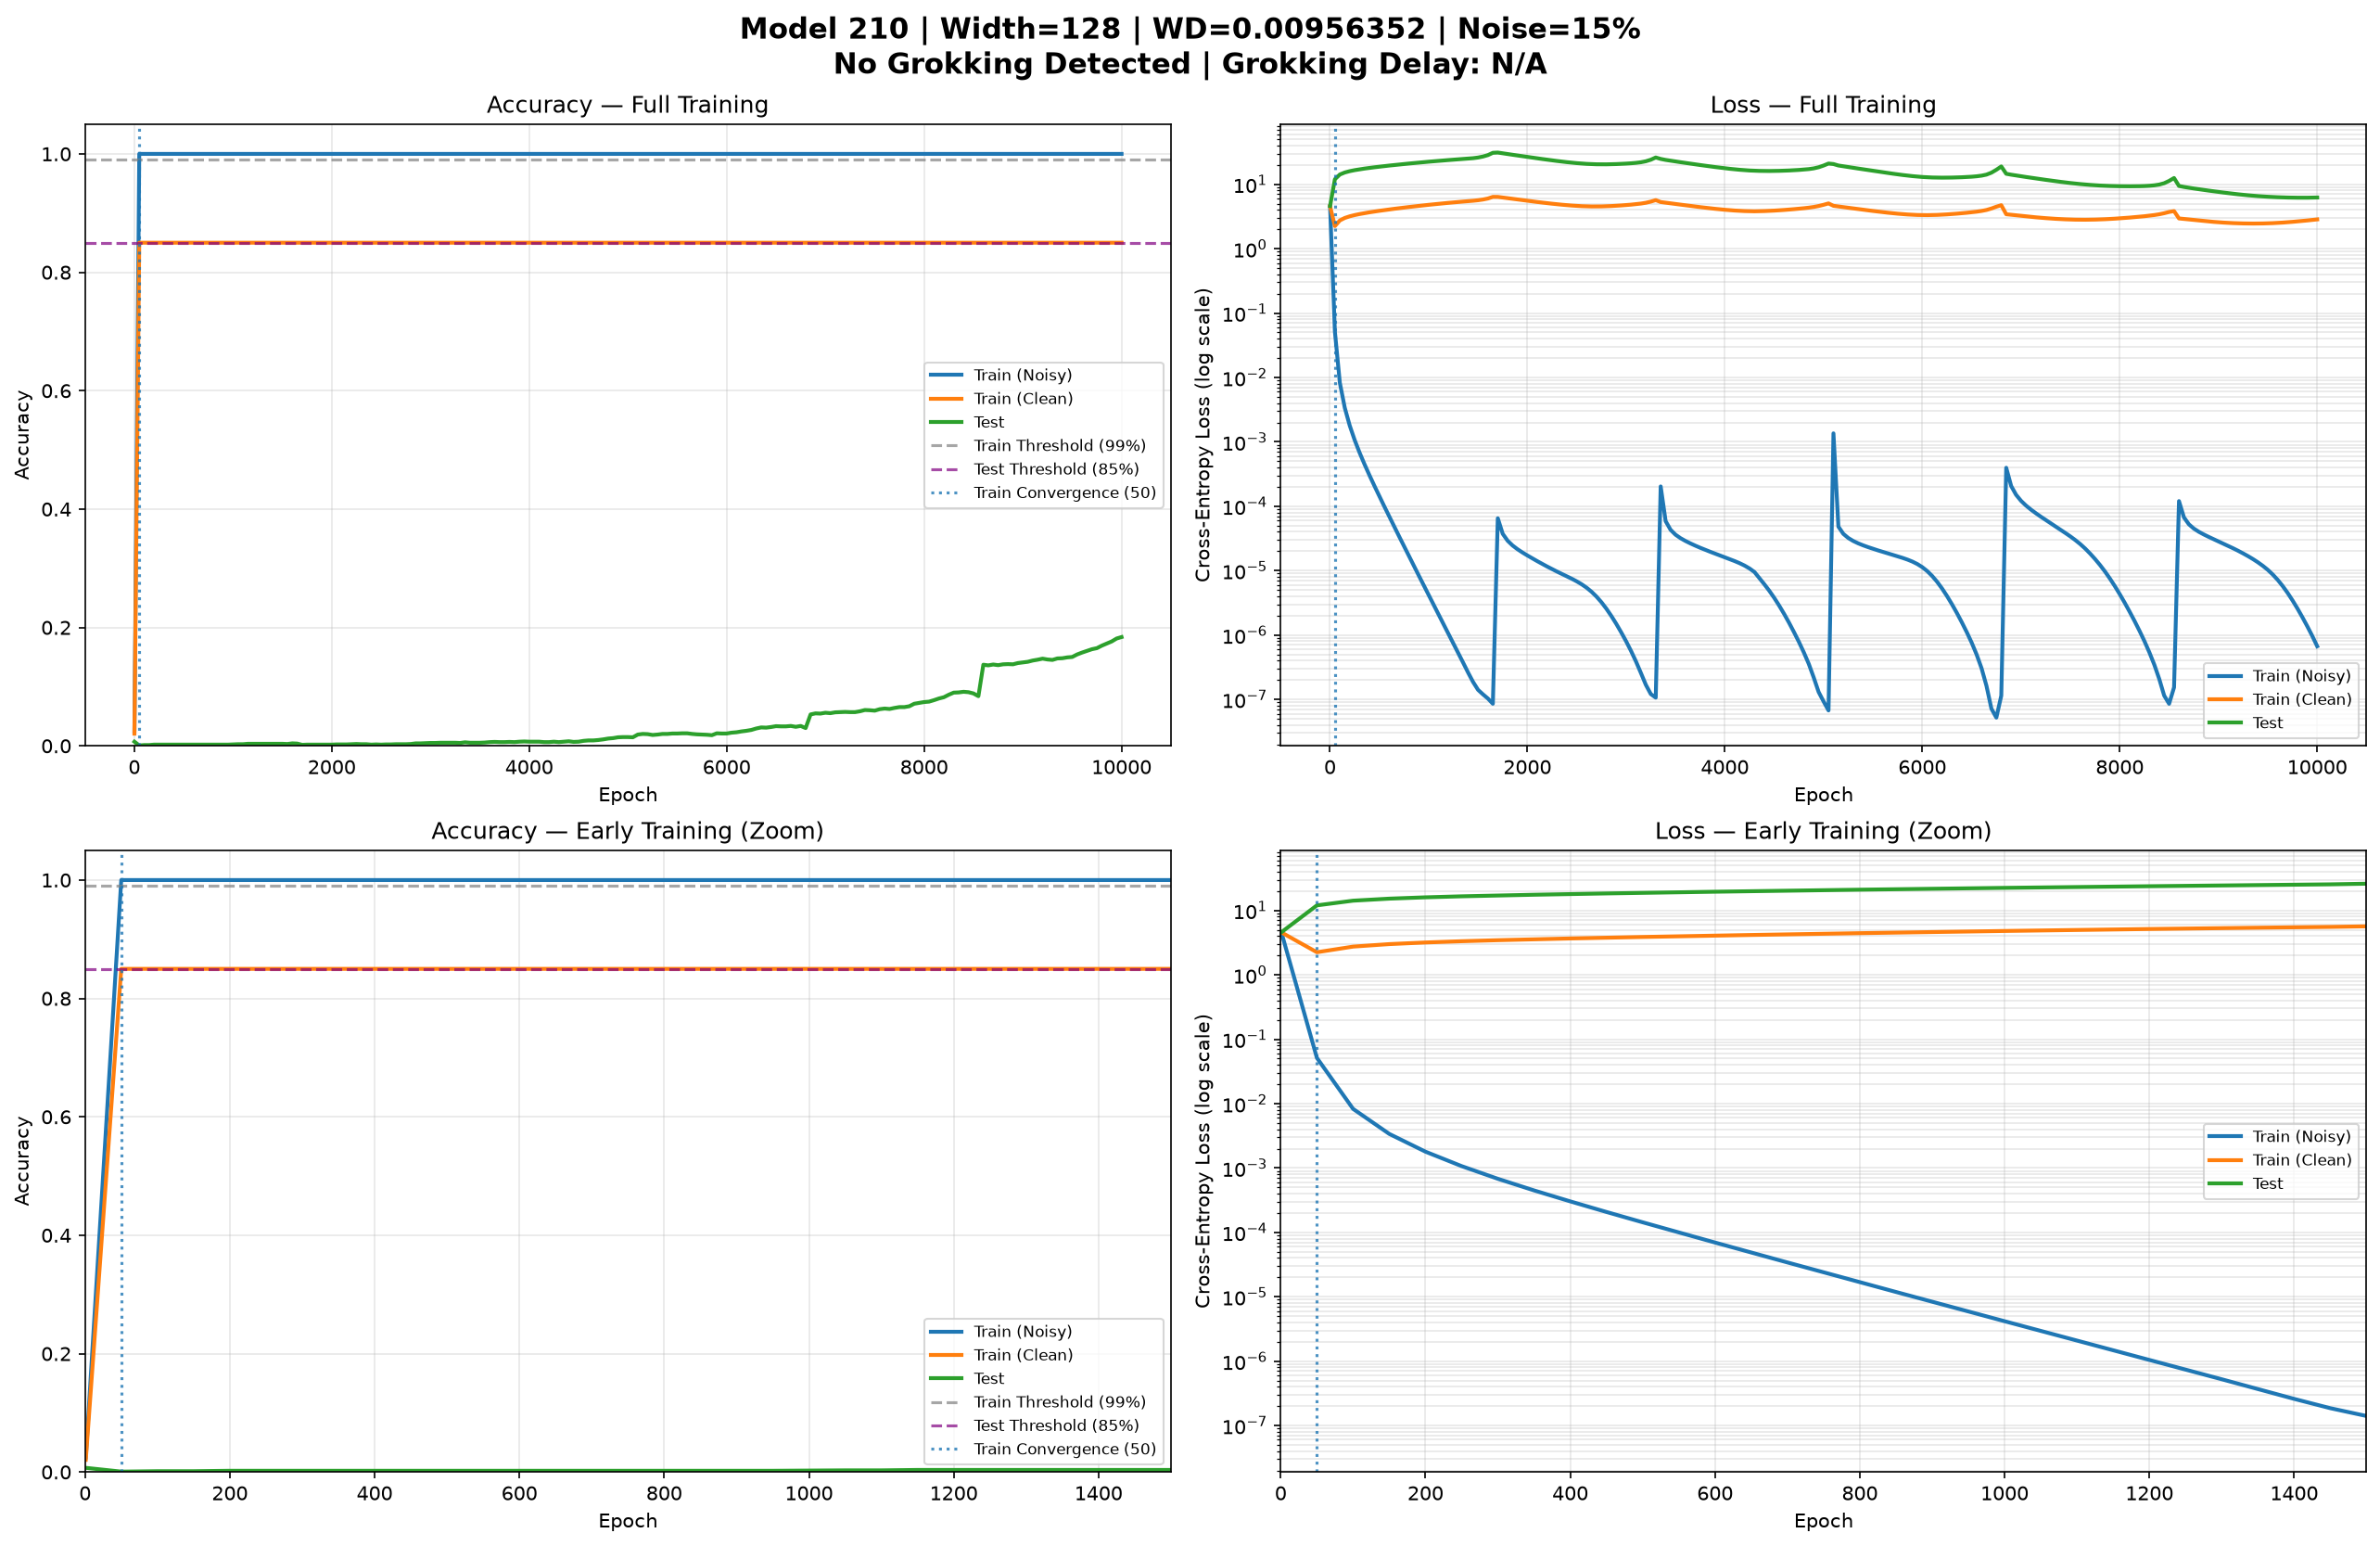 Model 210 | Width=128 | WD=0.00956352 | Noise=15%
No Grokking Detected | Grokking Delay: N/A
Accuracy — Full Training
1.0
0.8
0.6
0.4
0.2
0.0
Accuracy
0 2000 4000 6000 8000 10000
Epoch
Train (Noisy)
Train (Clean)
Test
Train Threshold (99%)
Test Threshold (85%)
Train Convergence (50)
Loss — Full Training
10¹
10⁰
10⁻¹
10⁻²
10⁻³
10⁻⁴
10⁻⁵
10⁻⁶
10⁻⁷
Cross-Entropy Loss (log scale)
0 2000 4000 6000 8000 10000
Epoch
Train (Noisy)
Train (Clean)
Test
Accuracy — Early Training (Zoom)
1.0
0.8
0.6
0.4
0.2
0.0
Accuracy
0 200 400 600 800 1000 1200 1400
Epoch
Train (Noisy)
Train (Clean)
Test
Train Threshold (99%)
Test Threshold (85%)
Train Convergence (50)
Loss — Early Training (Zoom)
10¹
10⁰
10⁻¹
10⁻²
10⁻³
10⁻⁴
10⁻⁵
10⁻⁶
10⁻⁷
Cross-Entropy Loss (log scale)
0 200 400 600 800 1000 1200 1400
Epoch
Train (Noisy)
Train (Clean)
Test